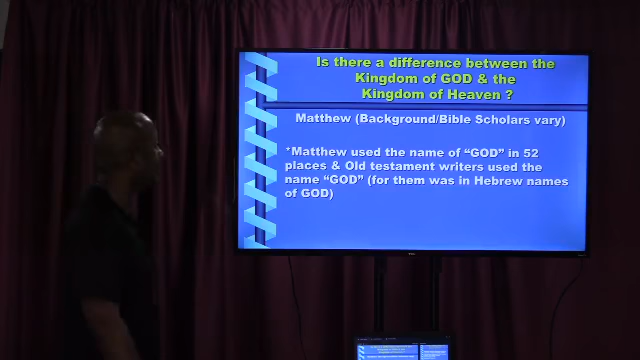 Is there a difference between the
Kingdom of GOD & the
Kingdom of Heaven ?
Matthew (Background/Bible Scholars vary)
*Matthew used the name of “GOD” in 52
places & Old testament writers used the
name “GOD” (for them was in Hebrew names
of GOD)